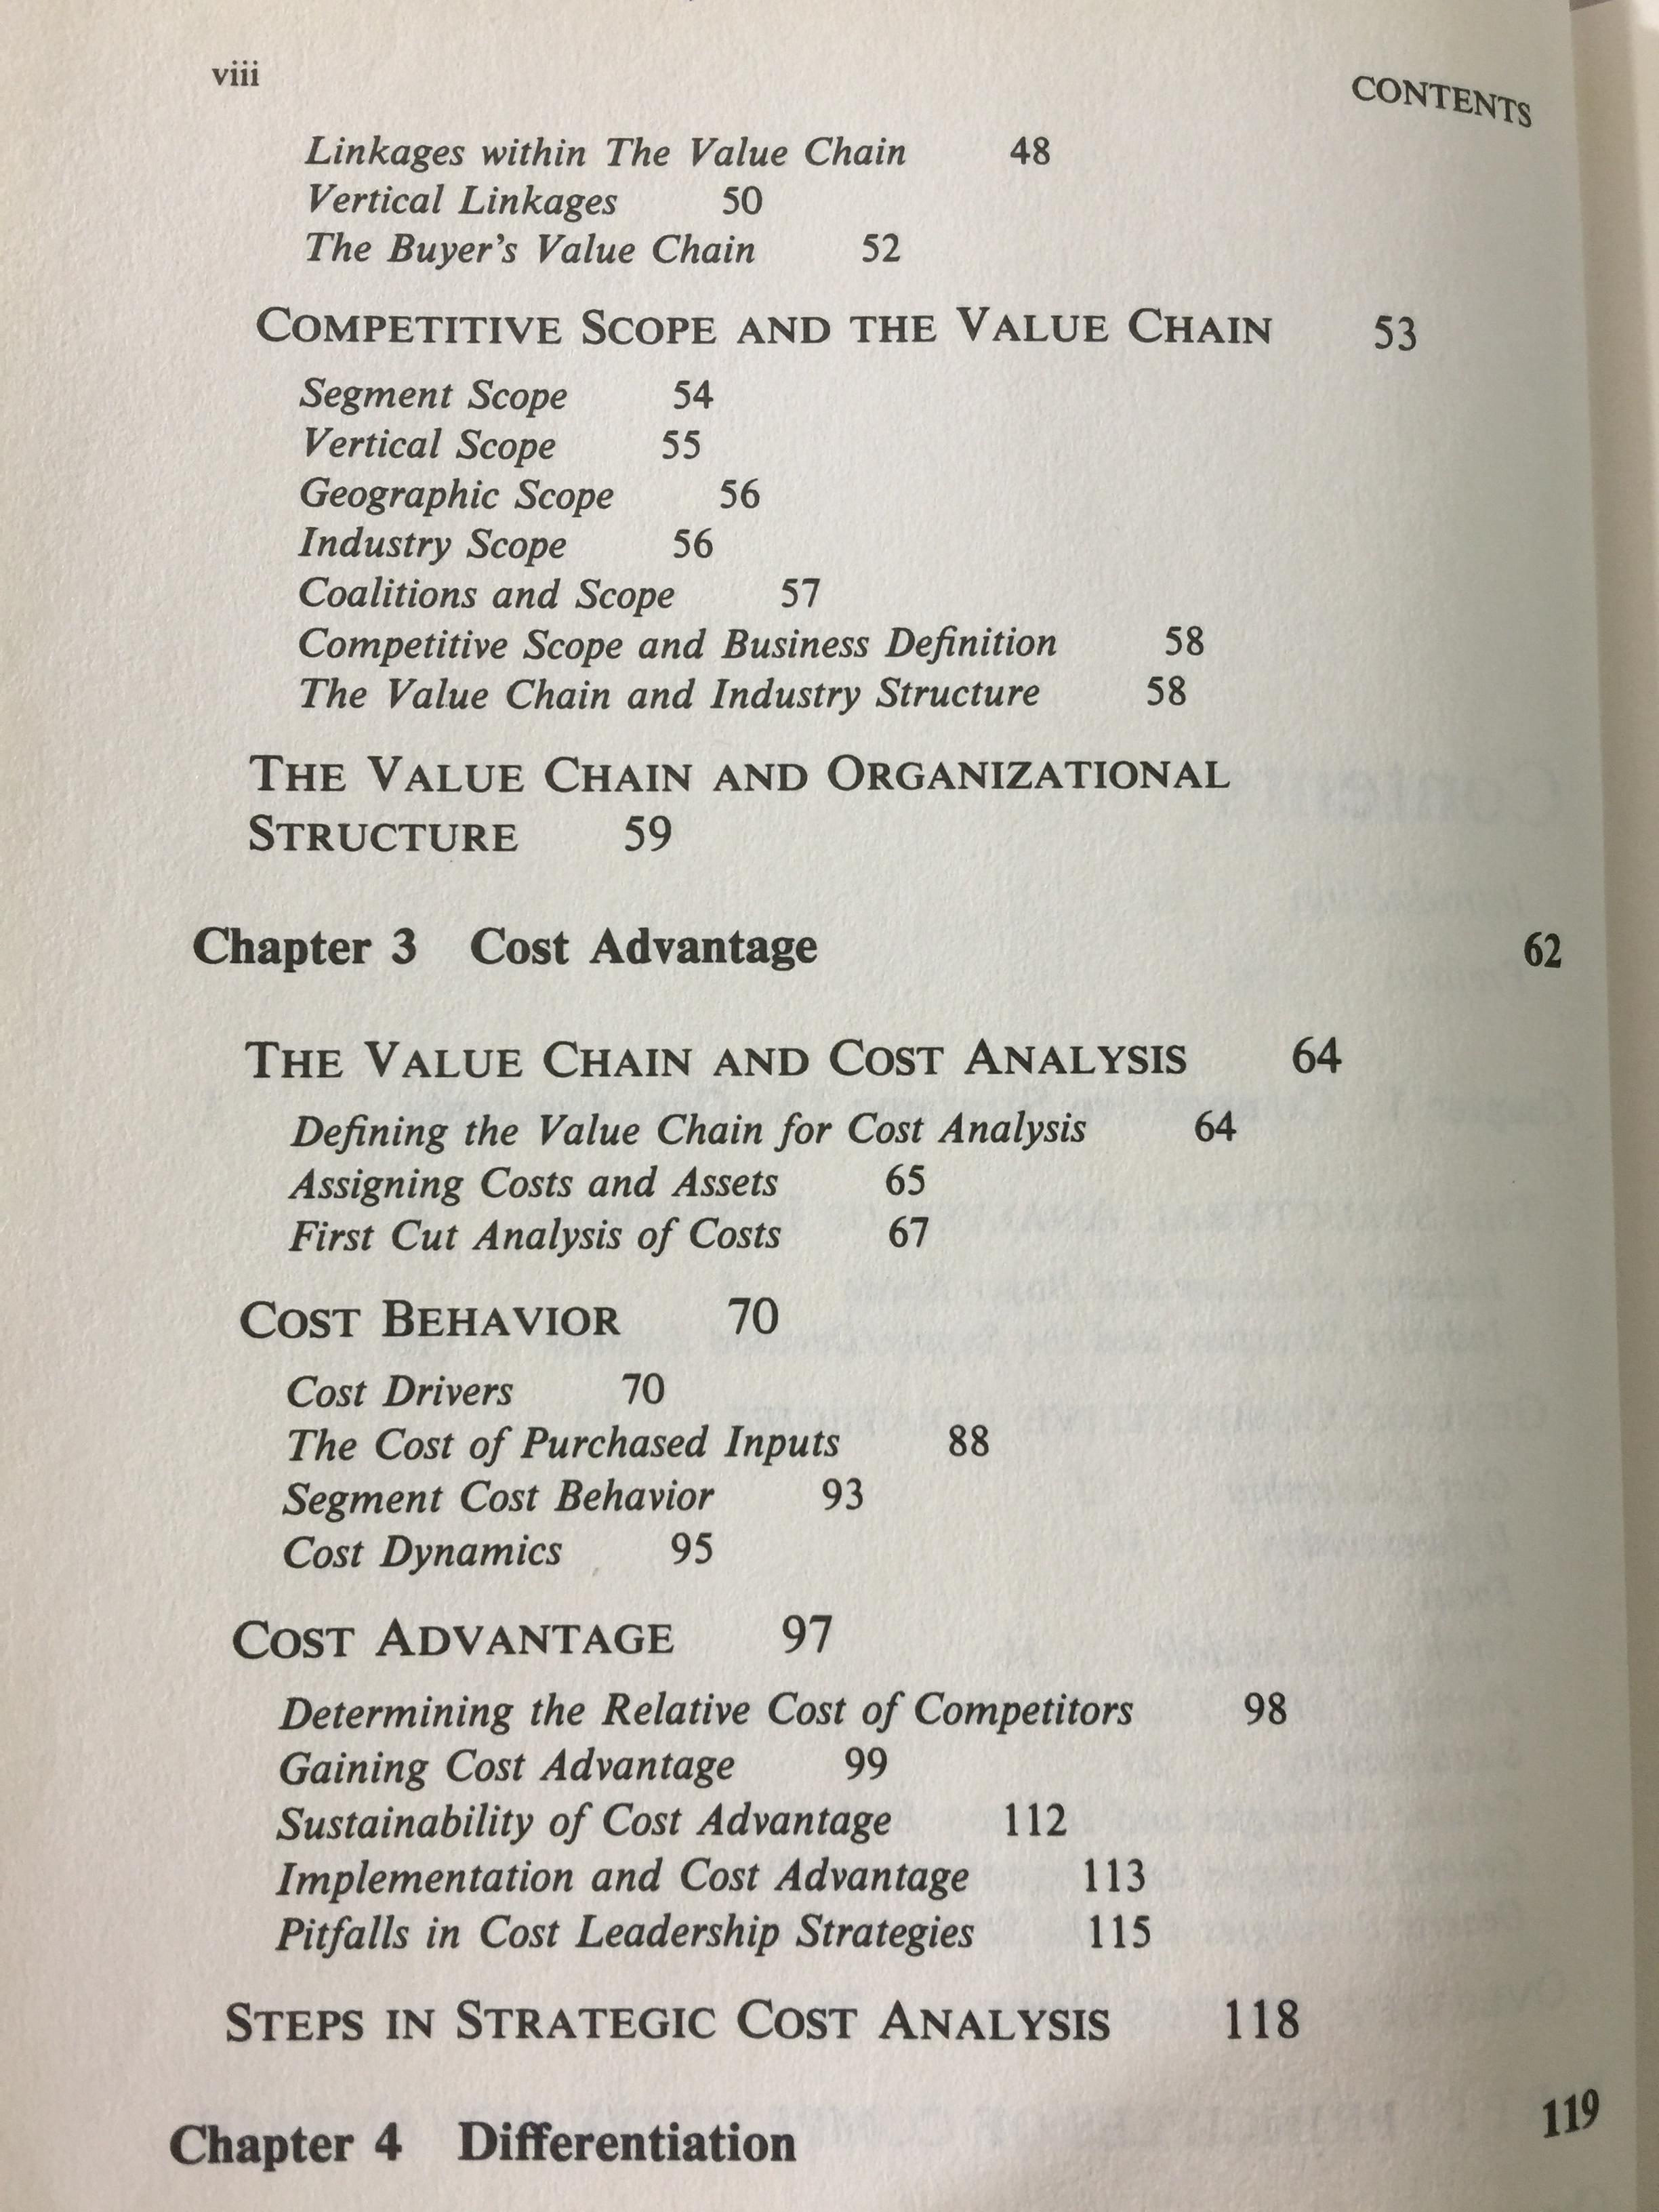 viii
CONTENTS
Linkages within The Value Chain 48
Vertical Linkages 50
The Buyer's Value Chain 52
COMPETITIVE SCOPE AND THE VALUE CHAIN 53
Segment Scope 54
Vertical Scope 55
Geographic Scope 56
Industry Scope 56
Coalitions and Scope 57
Competitive Scope and Business Definition 58
The Value Chain and Industry Structure 58
THE VALUE CHAIN AND ORGANIZATIONAL
STRUCTURE 59
Chapter 3 Cost Advantage 62
THE VALUE CHAIN AND COST ANALYSIS 64
Defining the Value Chain for Cost Analysis 64
Assigning Costs and Assets 65
First Cut Analysis of Costs 67
COST BEHAVIOR 70
Cost Drivers 70
The Cost of Purchased Inputs 88
Segment Cost Behavior 93
Cost Dynamics 95
COST ADVANTAGE 97
Determining the Relative Cost of Competitors 98
Gaining Cost Advantage 99
Sustainability of Cost Advantage 112
Implementation and Cost Advantage 113
Pitfalls in Cost Leadership Strategies 115
STEPS IN STRATEGIC COST ANALYSIS 118
Chapter 4 Differentiation 119